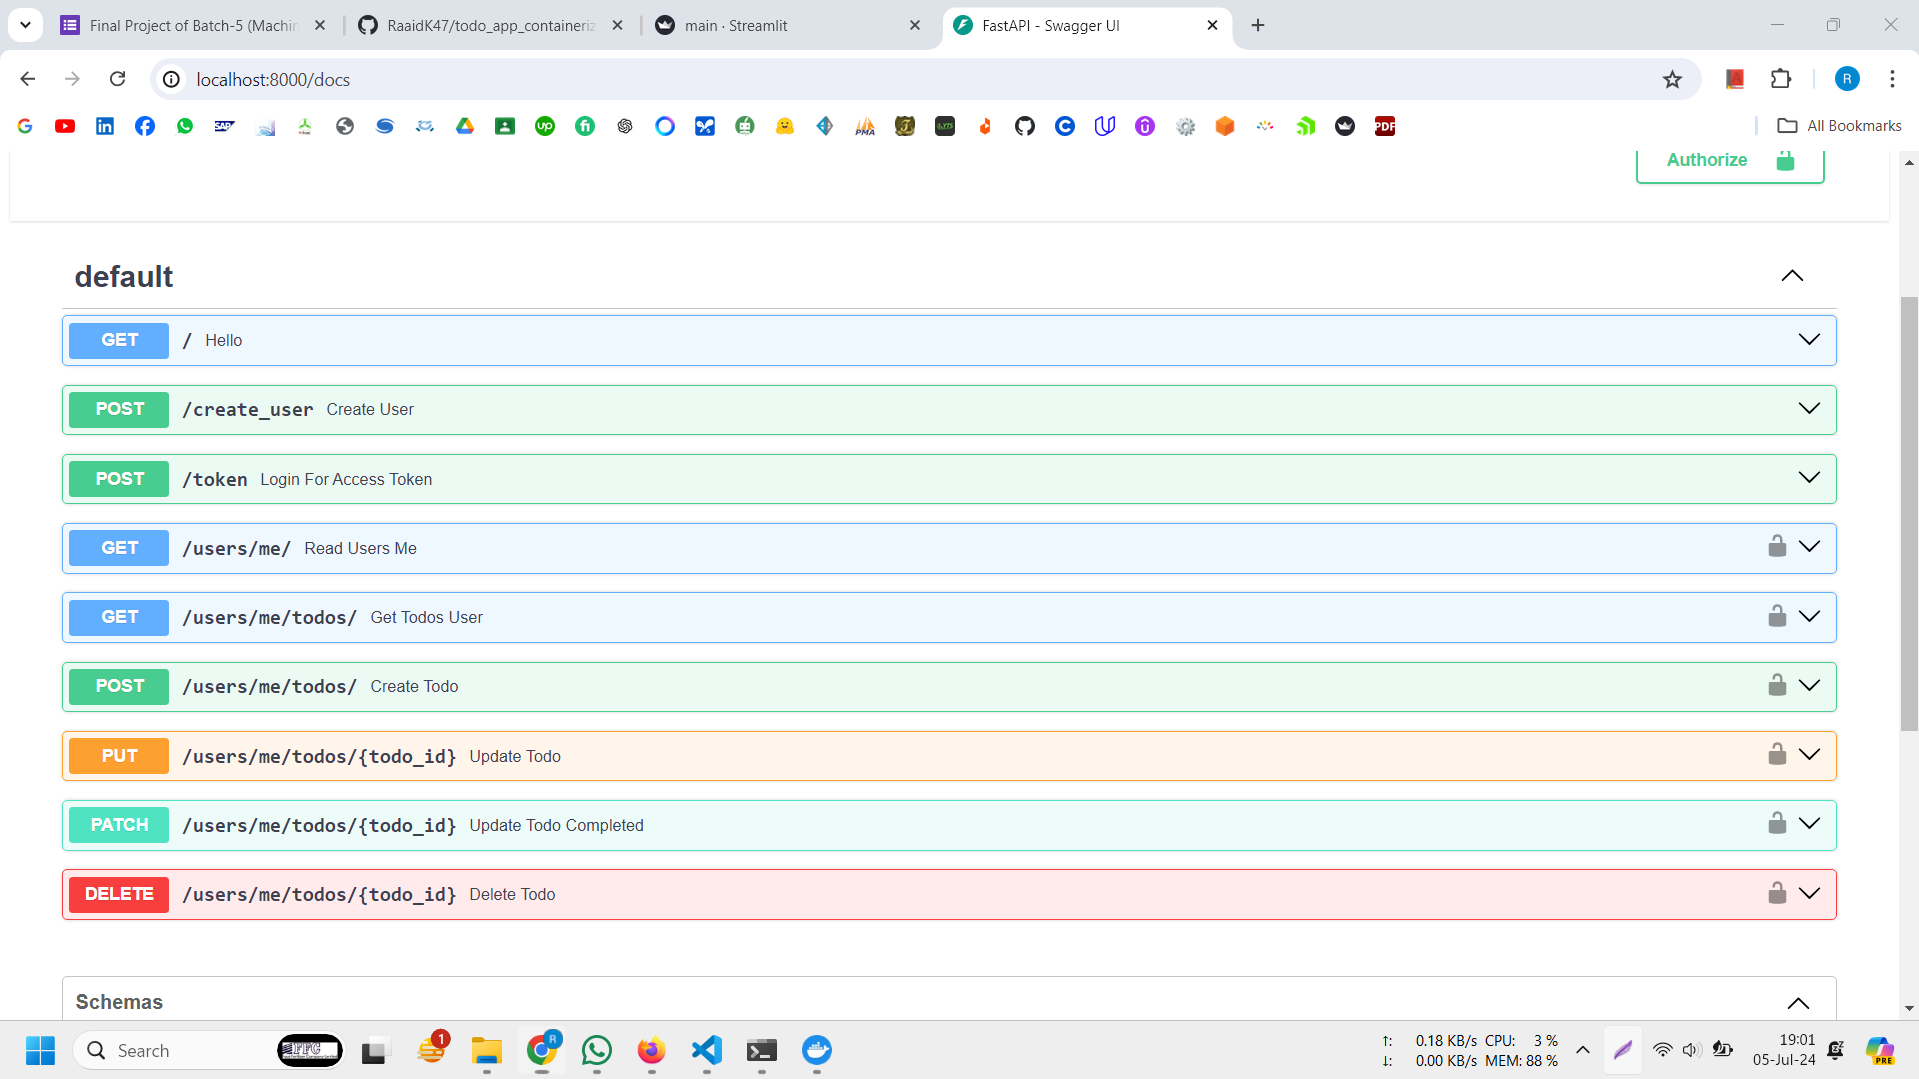 Final Project of Batch-5 (Machin
RaaidK47/todo_app_containeriz
main · Streamlit
FastAPI - Swagger UI
localhost:8000/docs
R
All Bookmarks
Authorize
default
GET / Hello
POST /create_user Create User
POST /token Login For Access Token
GET /users/me/ Read Users Me
GET /users/me/todos/ Get Todos User
POST /users/me/todos/ Create Todo
PUT /users/me/todos/{todo_id} Update Todo
PATCH /users/me/todos/{todo_id} Update Todo Completed
DELETE /users/me/todos/{todo_id} Delete Todo
Schemas
Search
FFC
1
R
↑: 0.18 KB/s CPU: 3 %
↓: 0.00 KB/s MEM: 88 %
19:01
05-Jul-24
PRE